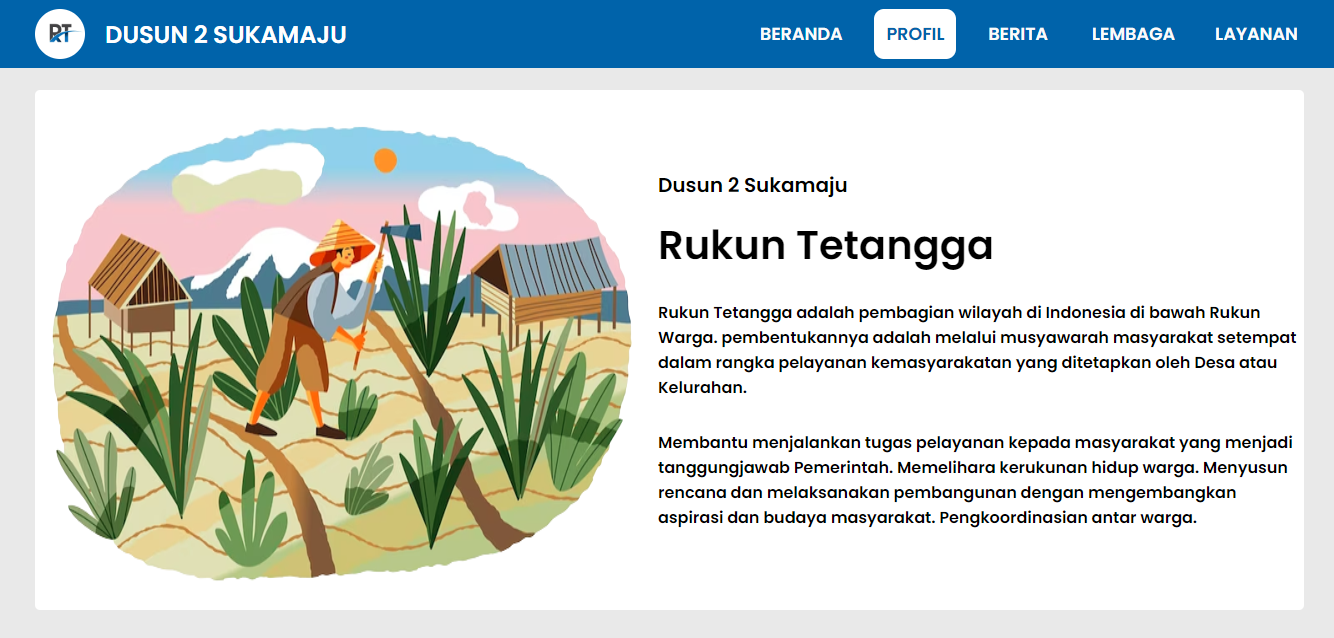 RT
DUSUN 2 SUKAMAJU
BERANDA
PROFIL
BERITA
LEMBAGA
LAYANAN
Dusun 2 Sukamaju
Rukun Tetangga
Rukun Tetangga adalah pembagian wilayah di Indonesia di bawah Rukun
Warga. pembentukannya adalah melalui musyawarah masyarakat setempat
dalam rangka pelayanan kemasyarakatan yang ditetapkan oleh Desa atau
Kelurahan.
Membantu menjalankan tugas pelayanan kepada masyarakat yang menjadi
tanggungjawab Pemerintah. Memelihara kerukunan hidup warga. Menyusun
rencana dan melaksanakan pembangunan dengan mengembangkan
aspirasi dan budaya masyarakat. Pengkoordinasian antar warga.